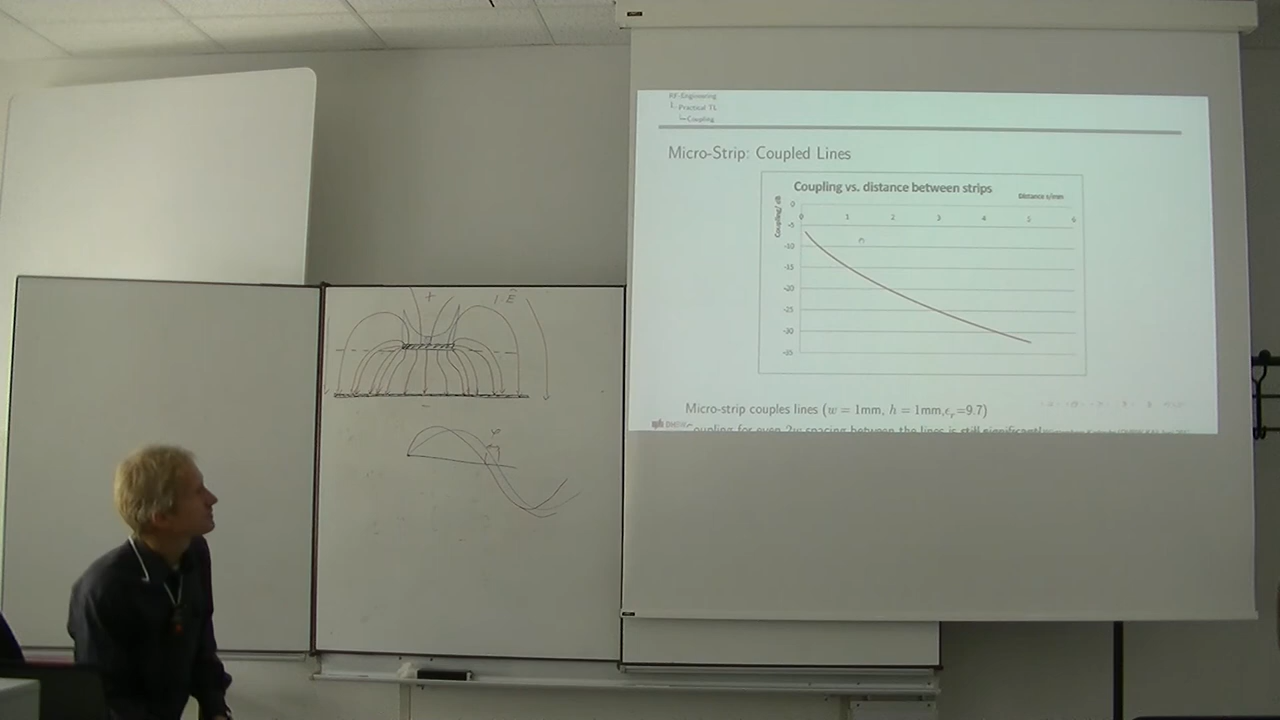 RF-Engineering
Practical TL
Coupling
Micro-Strip: Coupled Lines
Coupling vs. distance between strips
Distance s/mm
Coupling/ dB
0
0 1 2 3 4 5 6
-5
-10
-15
-20
-25
-30
-35
Micro-strip couples lines (w = 1mm, h = 1mm,ϵr=9.7)
Coupling for even 2w spacing between the lines is still significant!
+
φ